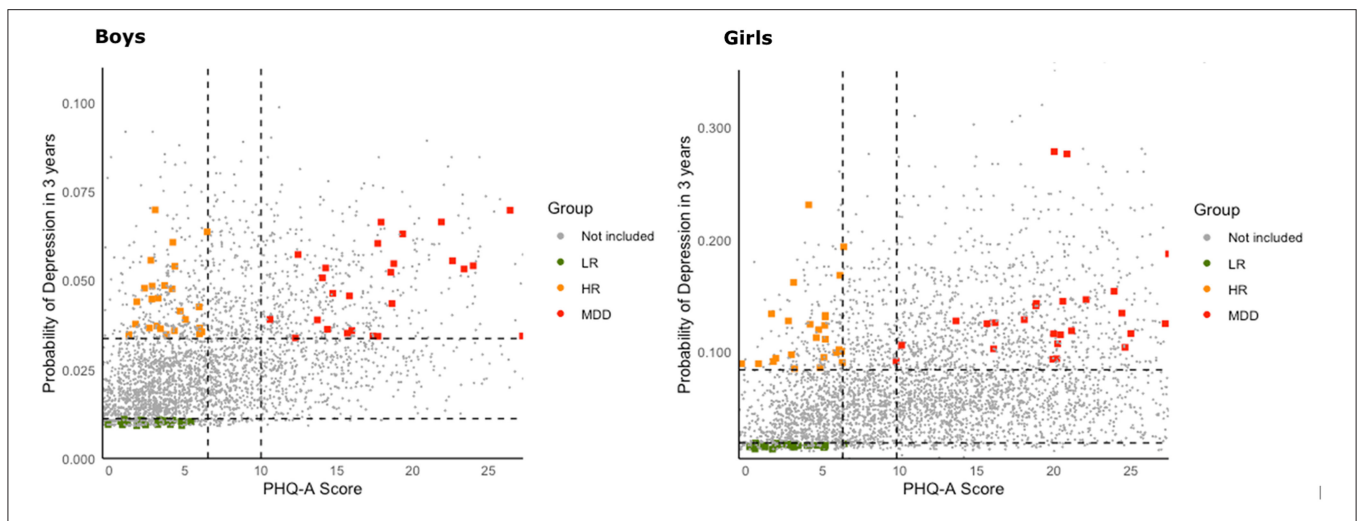 Boys
Probability of Depression in 3 years
0.100
0.075
0.050
0.025
0.000
0
5
10
15
20
25
PHQ-A Score
Group
Not included
LR
HR
MDD
Girls
Probability of Depression in 3 years
0.300
0.200
0.100
0
5
10
15
20
25
PHQ-A Score
Group
Not included
LR
HR
MDD